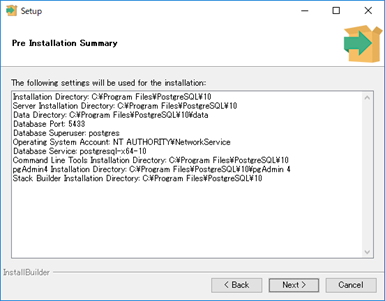 Setup
Pre Installation Summary
The following settings will be used for the installation:
Installation Directory: C:¥Program Files¥PostgreSQL¥10
Server Installation Directory: C:¥Program Files¥PostgreSQL¥10
Data Directory: C:¥Program Files¥PostgreSQL¥10¥data
Database Port: 5433
Database Superuser: postgres
Operating System Account: NT AUTHORITY¥NetworkService
Database Service: postgresql-x64-10
Command Line Tools Installation Directory: C:¥Program Files¥PostgreSQL¥10
pgAdmin4 Installation Directory: C:¥Program Files¥PostgreSQL¥10¥pgAdmin 4
Stack Builder Installation Directory: C:¥Program Files¥PostgreSQL¥10
InstallBuilder
< Back
Next >
Cancel